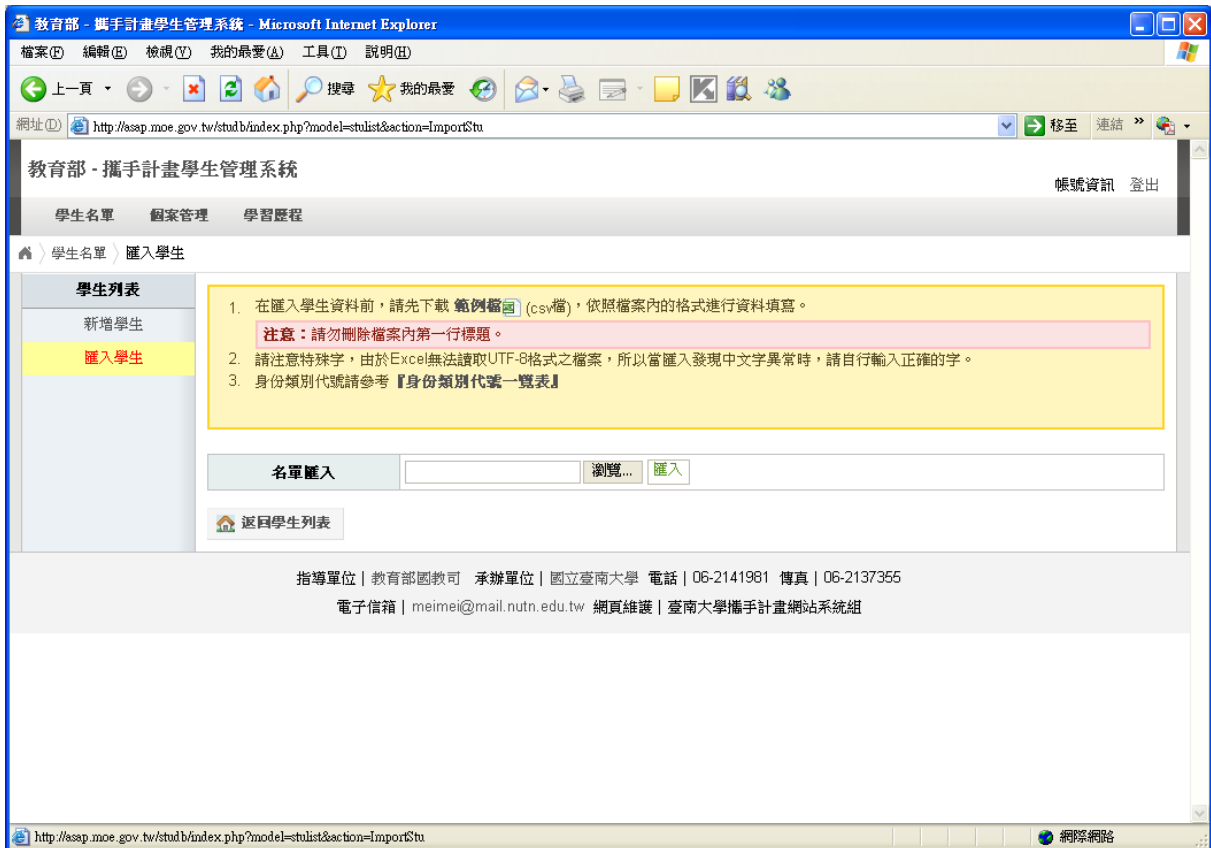 教育部 - 攜手計畫學生管理系統 - Microsoft Internet Explorer
檔案(F) 編輯(E) 檢視(V) 我的最愛(A) 工具(T) 說明(H)
上一頁 搜尋 我的最愛
網址(D) http://asap.moe.gov.tw/studb/index.php?model=stulist&action=ImportStu 移至 連結 »
教育部 - 攜手計畫學生管理系統
帳號資訊 登出
學生名單 個案管理 學習歷程
學生名單 〉 匯入學生
學生列表
新增學生
匯入學生
1. 在匯入學生資料前，請先下載 範例檔 (csv檔)，依照檔案內的格式進行資料填寫。
注意：請勿刪除檔案內第一行標題。
2. 請注意特殊字，由於Excel無法讀取UTF-8格式之檔案，所以當匯入發現中文字異常時，請自行輸入正確的字。
3. 身份類別代號請參考『身份類別代號一覽表』
名單匯入 瀏覽... 匯入
返回學生列表
指導單位 | 教育部國教司 承辦單位 | 國立臺南大學 電話 | 06-2141981 傳真 | 06-2137355
電子信箱 | meimei@mail.nutn.edu.tw 網頁維護 | 臺南大學攜手計畫網站系統組
http://asap.moe.gov.tw/studb/index.php?model=stulist&action=ImportStu 網際網路